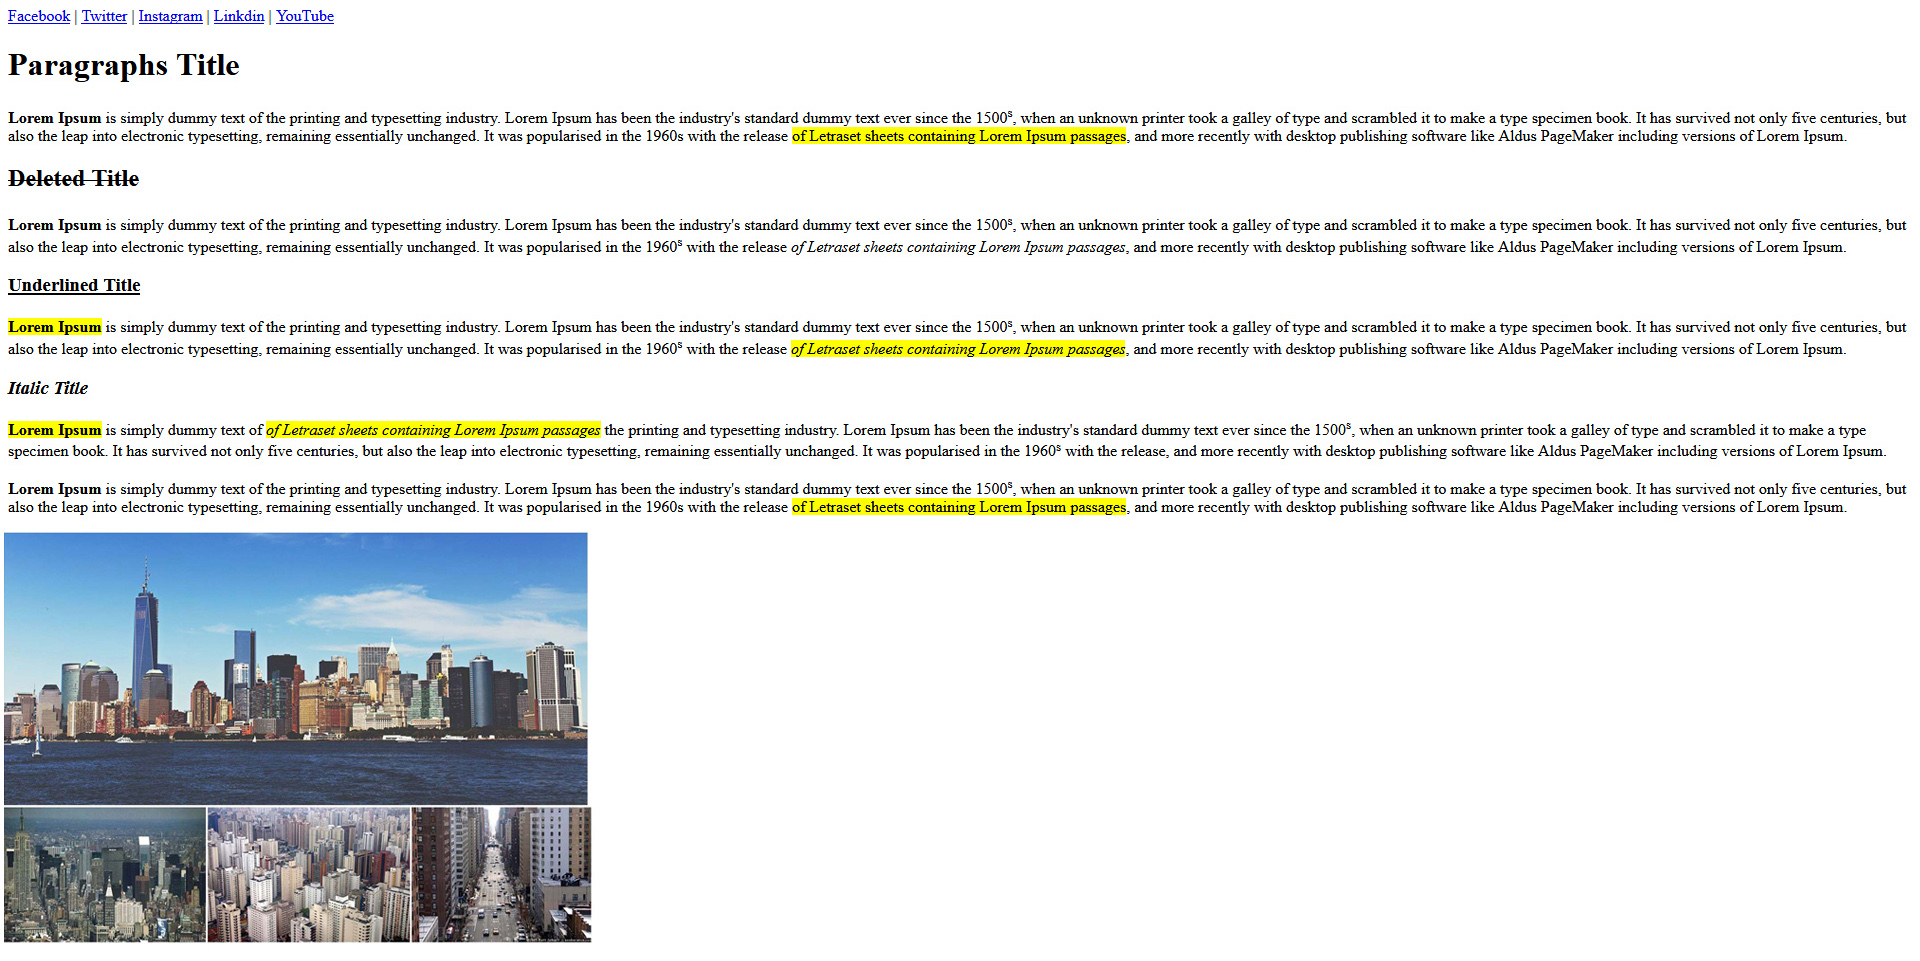 Facebook | Twitter | Instagram | Linkdin | YouTube
Paragraphs Title
Lorem Ipsum is simply dummy text of the printing and typesetting industry. Lorem Ipsum has been the industry's standard dummy text ever since the 1500s, when an unknown printer took a galley of type and scrambled it to make a type specimen book. It has survived not only five centuries, but
also the leap into electronic typesetting, remaining essentially unchanged. It was popularised in the 1960s with the release of Letraset sheets containing Lorem Ipsum passages, and more recently with desktop publishing software like Aldus PageMaker including versions of Lorem Ipsum.
Deleted Title
Lorem Ipsum is simply dummy text of the printing and typesetting industry. Lorem Ipsum has been the industry's standard dummy text ever since the 1500s, when an unknown printer took a galley of type and scrambled it to make a type specimen book. It has survived not only five centuries, but
also the leap into electronic typesetting, remaining essentially unchanged. It was popularised in the 1960s with the release of Letraset sheets containing Lorem Ipsum passages, and more recently with desktop publishing software like Aldus PageMaker including versions of Lorem Ipsum.
Underlined Title
Lorem Ipsum is simply dummy text of the printing and typesetting industry. Lorem Ipsum has been the industry's standard dummy text ever since the 1500s, when an unknown printer took a galley of type and scrambled it to make a type specimen book. It has survived not only five centuries, but
also the leap into electronic typesetting, remaining essentially unchanged. It was popularised in the 1960s with the release of Letraset sheets containing Lorem Ipsum passages, and more recently with desktop publishing software like Aldus PageMaker including versions of Lorem Ipsum.
Italic Title
Lorem Ipsum is simply dummy text of of Letraset sheets containing Lorem Ipsum passages the printing and typesetting industry. Lorem Ipsum has been the industry's standard dummy text ever since the 1500s, when an unknown printer took a galley of type and scrambled it to make a type
specimen book. It has survived not only five centuries, but also the leap into electronic typesetting, remaining essentially unchanged. It was popularised in the 1960s with the release, and more recently with desktop publishing software like Aldus PageMaker including versions of Lorem Ipsum.
Lorem Ipsum is simply dummy text of the printing and typesetting industry. Lorem Ipsum has been the industry's standard dummy text ever since the 1500s, when an unknown printer took a galley of type and scrambled it to make a type specimen book. It has survived not only five centuries, but
also the leap into electronic typesetting, remaining essentially unchanged. It was popularised in the 1960s with the release of Letraset sheets containing Lorem Ipsum passages, and more recently with desktop publishing software like Aldus PageMaker including versions of Lorem Ipsum.